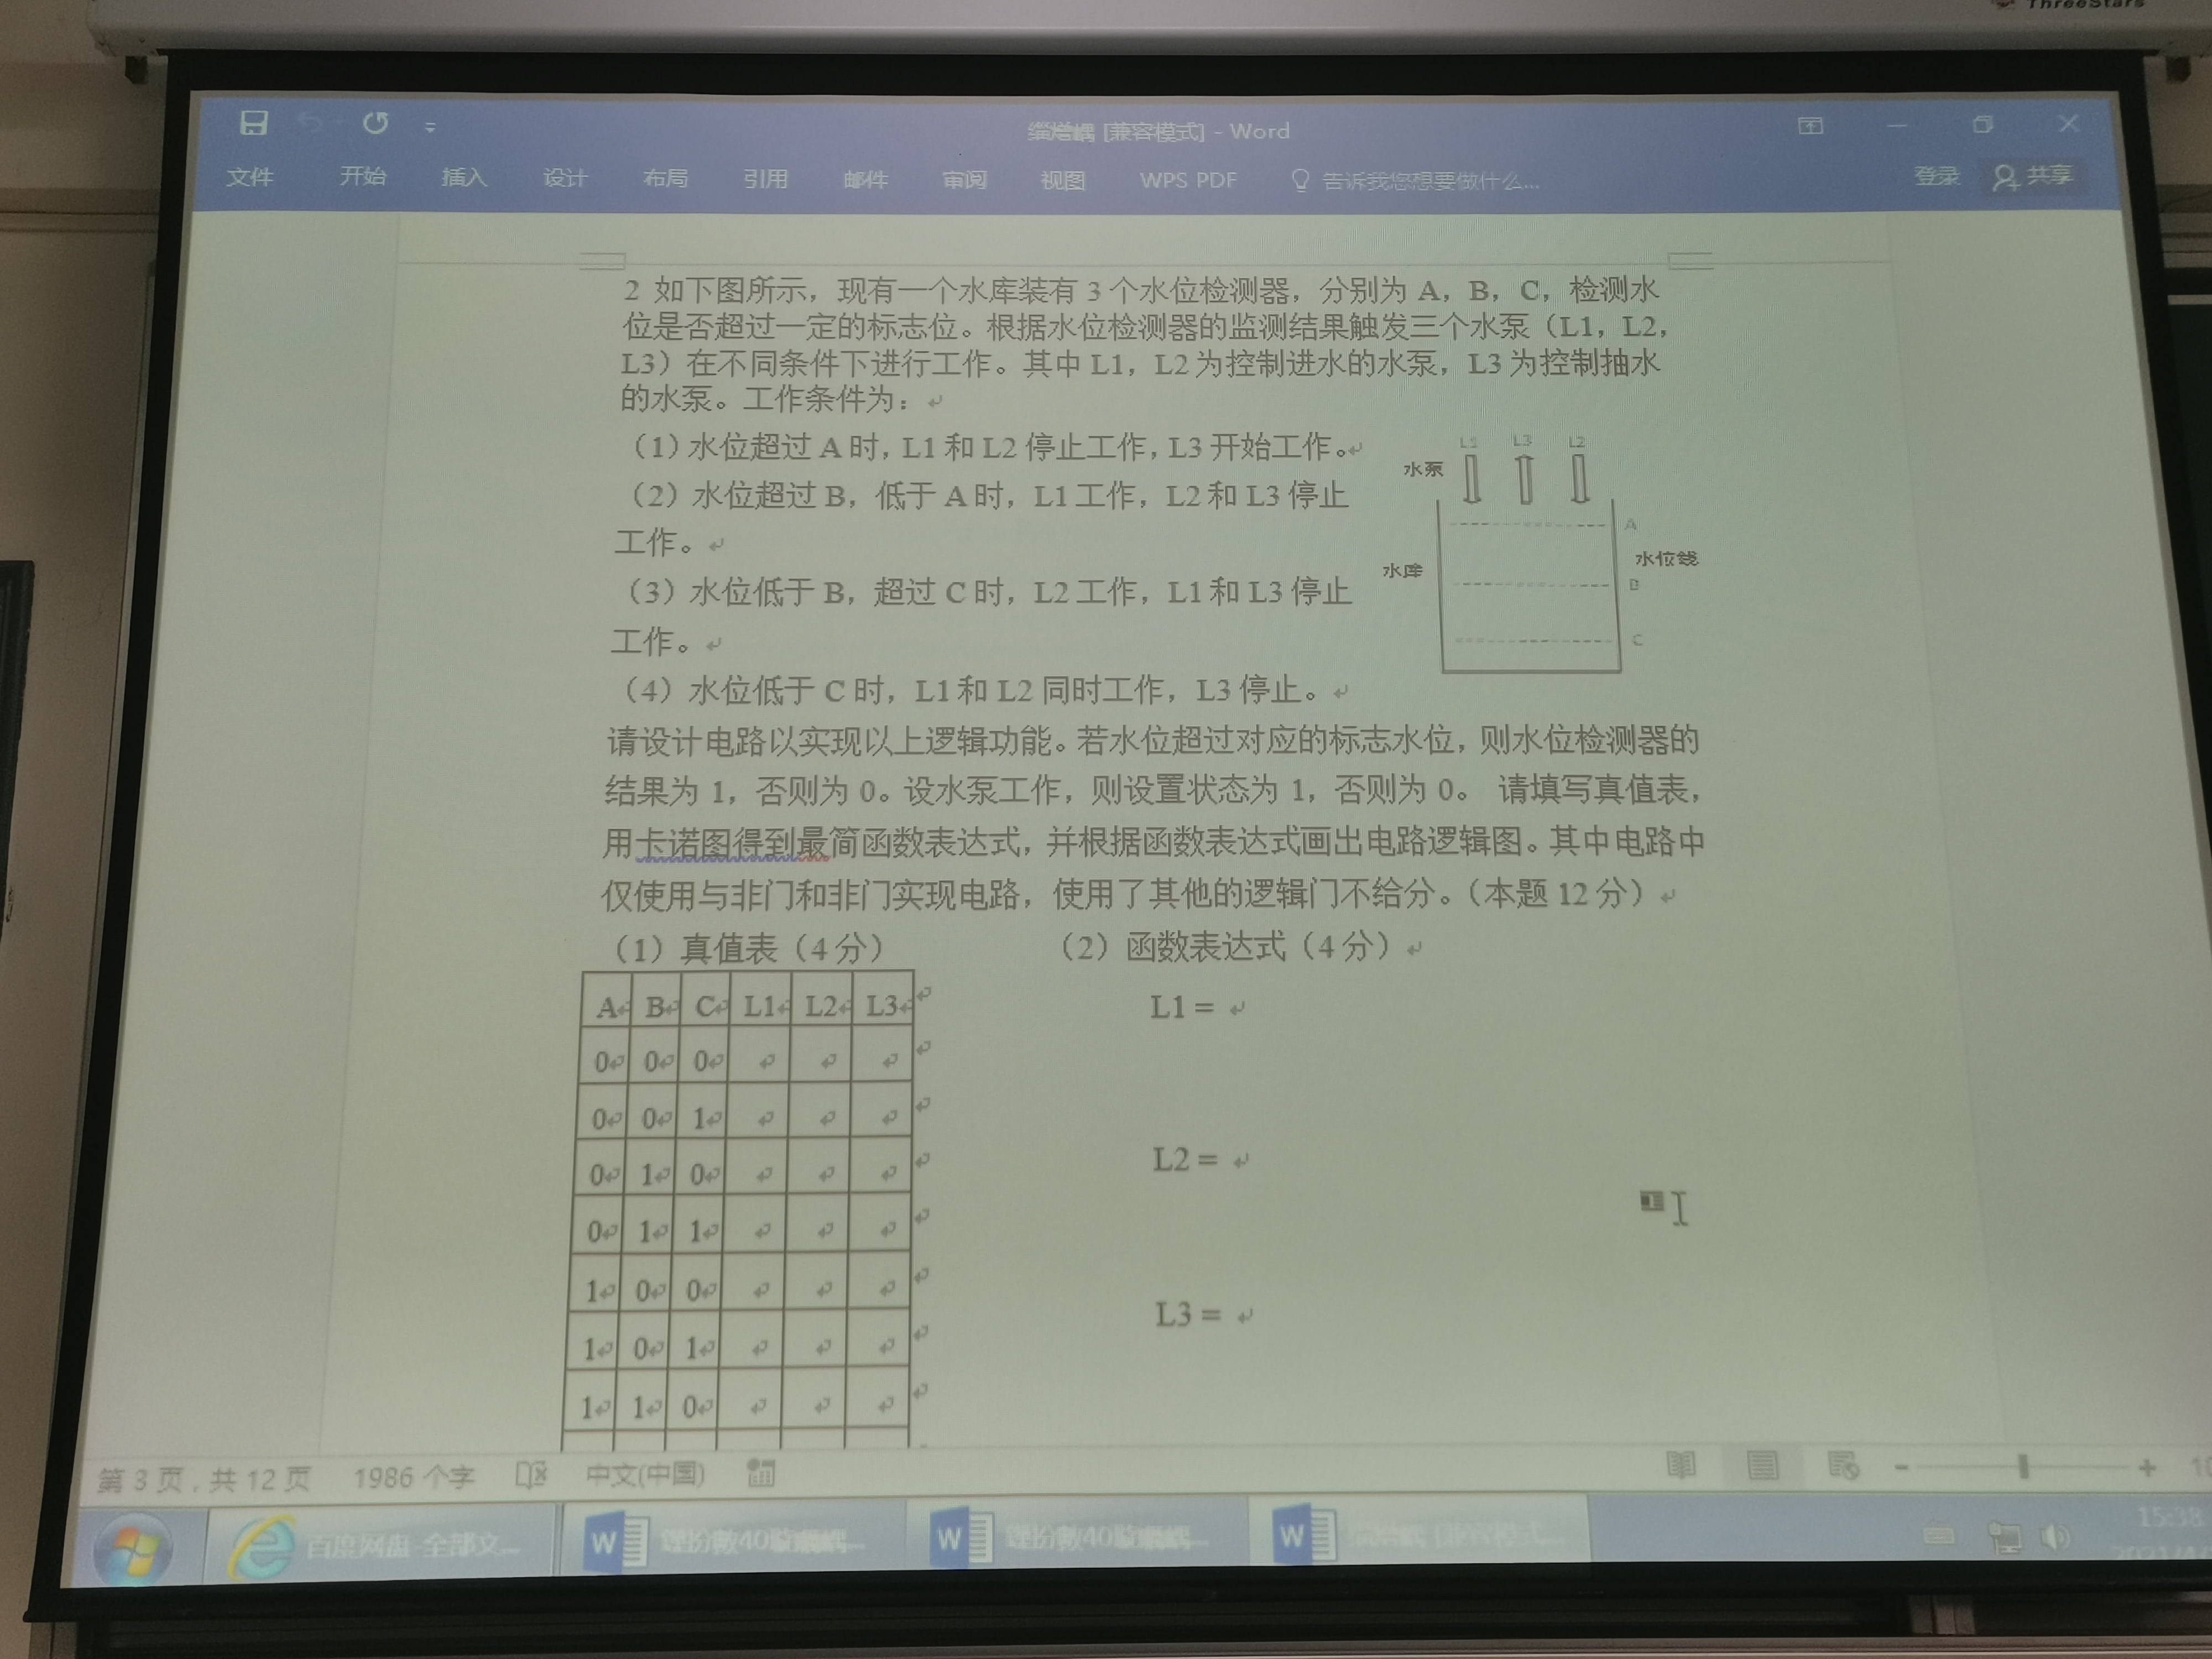 ThreeStars
[兼容模式] - Word
文件 开始 插入 设计 布局 引用 邮件 审阅 视图 WPS PDF 告诉我您想要做什么... 登录 共享
2 如下图所示，现有一个水库装有 3 个水位检测器，分别为 A，B，C，检测水
位是否超过一定的标志位。根据水位检测器的监测结果触发三个水泵（L1，L2，
L3）在不同条件下进行工作。其中 L1，L2 为控制进水的水泵，L3 为控制抽水
的水泵。工作条件为：
（1）水位超过 A 时，L1 和 L2 停止工作，L3 开始工作。
（2）水位超过 B，低于 A 时，L1 工作，L2 和 L3 停止
工作。
（3）水位低于 B，超过 C 时，L2 工作，L1 和 L3 停止
工作。
（4）水位低于 C 时，L1 和 L2 同时工作，L3 停止。
L1 L3 L2
水泵
A
水位线
水库
B
C
请设计电路以实现以上逻辑功能。若水位超过对应的标志水位，则水位检测器的
结果为 1，否则为 0。设水泵工作，则设置状态为 1，否则为 0。 请填写真值表，
用卡诺图得到最简函数表达式，并根据函数表达式画出电路逻辑图。其中电路中
仅使用与非门和非门实现电路，使用了其他的逻辑门不给分。（本题 12 分）
（1）真值表（4 分） （2）函数表达式（4 分）
A B C L1 L2 L3
0 0 0
0 0 1
0 1 0
0 1 1
1 0 0
1 0 1
1 1 0
L1 =
L2 =
L3 =
第 3 页，共 12 页 1986 个字 中文(中国)
百度网盘-全部文...
15:38